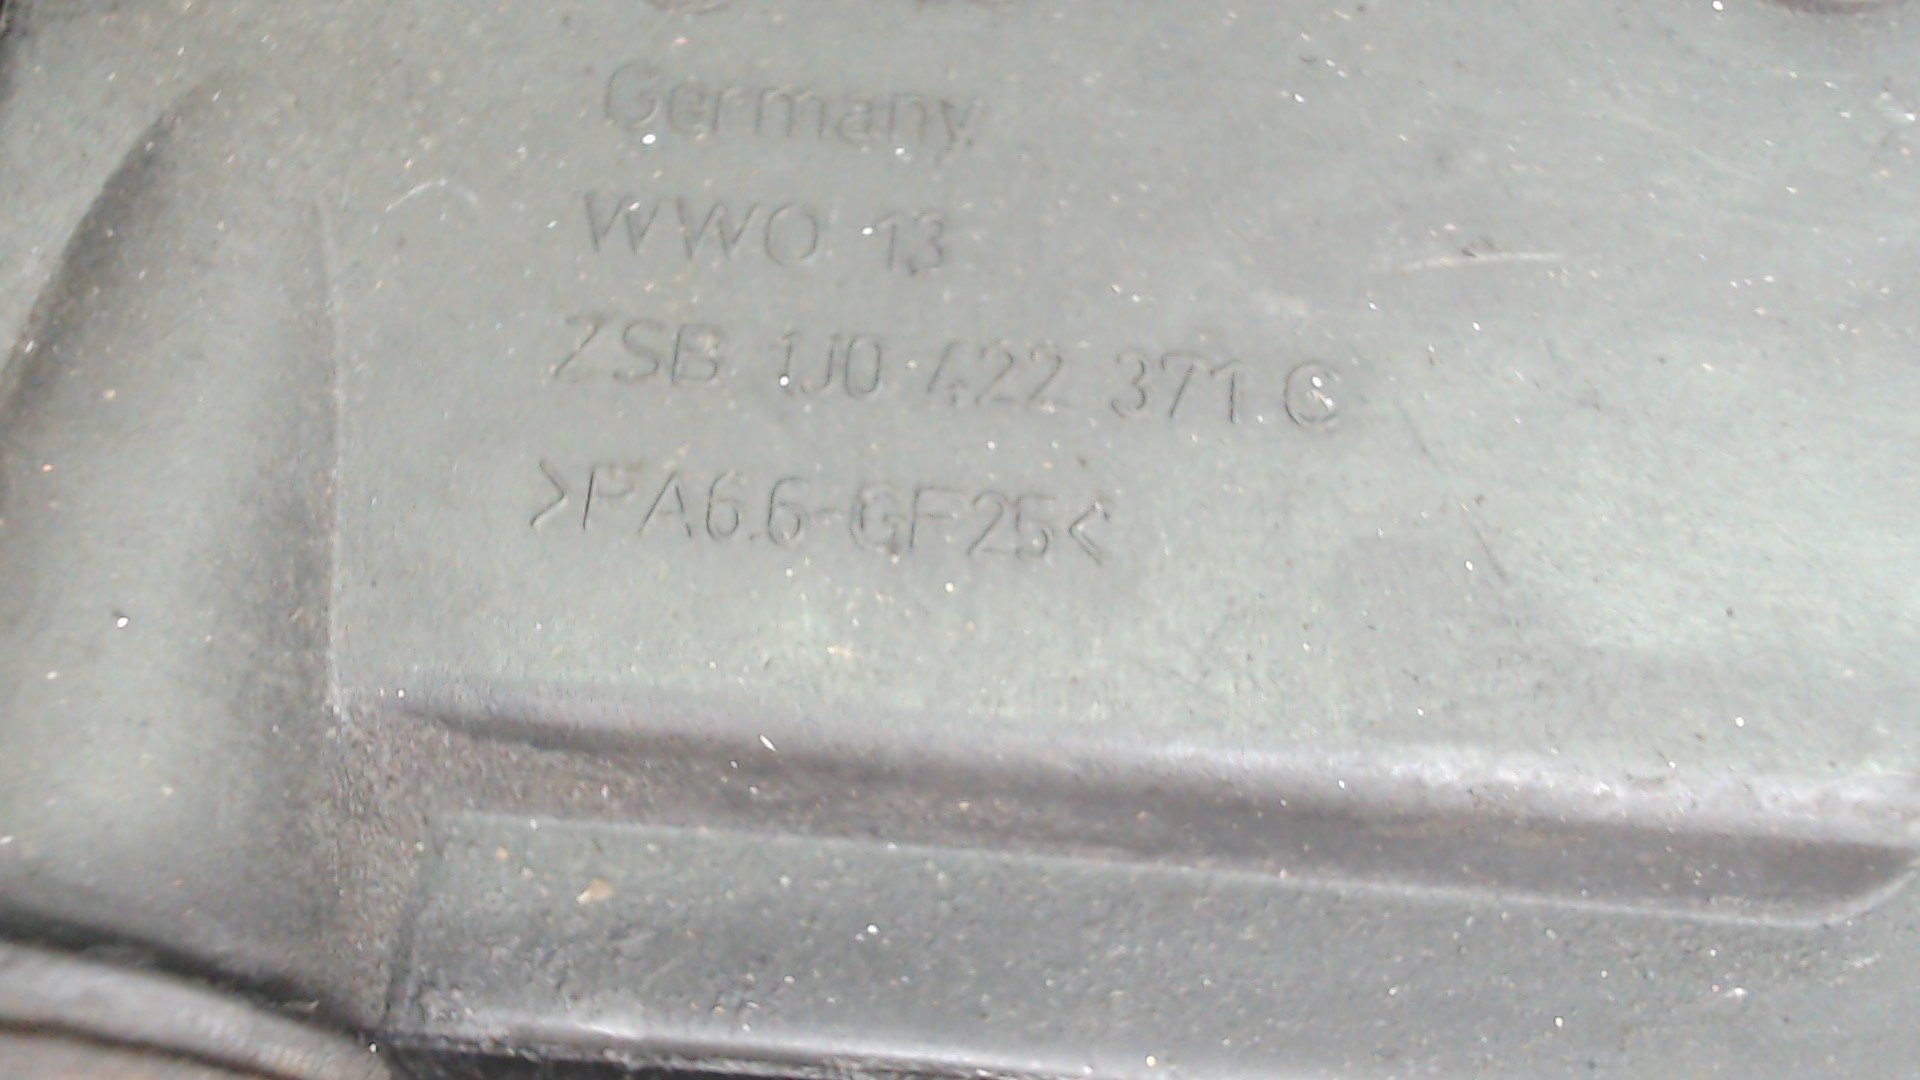 Germany
WWO 13
ZSB 1J0 422 371
>PA6.6-GF25<